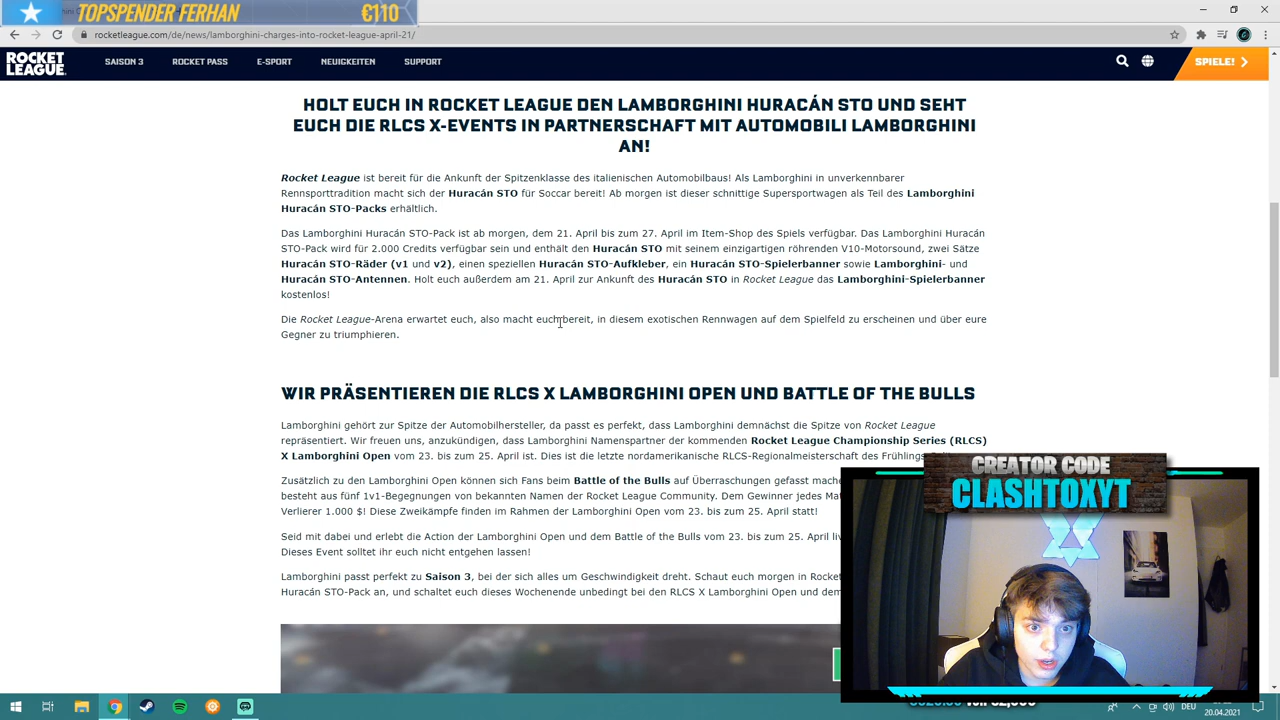 TOPSPENDER FERHAN €110
rocketleague.com/de/news/lamborghini-charges-into-rocket-league-april-21/
ROCKET
LEAGUE
SAISON 3 ROCKET PASS E-SPORT NEUIGKEITEN SUPPORT SPIELE!
HOLT EUCH IN ROCKET LEAGUE DEN LAMBORGHINI HURACÁN STO UND SEHT
EUCH DIE RLCS X-EVENTS IN PARTNERSCHAFT MIT AUTOMOBILI LAMBORGHINI
AN!
Rocket League ist bereit für die Ankunft der Spitzenklasse des italienischen Automobilbaus! Als Lamborghini in unverkennbarer
Rennsporttradition macht sich der Huracán STO für Soccar bereit! Ab morgen ist dieser schnittige Supersportwagen als Teil des Lamborghini
Huracán STO-Packs erhältlich.
Das Lamborghini Huracán STO-Pack ist ab morgen, dem 21. April bis zum 27. April im Item-Shop des Spiels verfügbar. Das Lamborghini Huracán
STO-Pack wird für 2.000 Credits verfügbar sein und enthält den Huracán STO mit seinem einzigartigen röhrenden V10-Motorsound, zwei Sätze
Huracán STO-Räder (v1 und v2), einen speziellen Huracán STO-Aufkleber, ein Huracán STO-Spielerbanner sowie Lamborghini- und
Huracán STO-Antennen. Holt euch außerdem am 21. April zur Ankunft des Huracán STO in Rocket League das Lamborghini-Spielerbanner
kostenlos!
Die Rocket League-Arena erwartet euch, also macht euch bereit, in diesem exotischen Rennwagen auf dem Spielfeld zu erscheinen und über eure
Gegner zu triumphieren.
WIR PRÄSENTIEREN DIE RLCS X LAMBORGHINI OPEN UND BATTLE OF THE BULLS
Lamborghini gehört zur Spitze der Automobilhersteller, da passt es perfekt, dass Lamborghini demnächst die Spitze von Rocket League
repräsentiert. Wir freuen uns, anzukündigen, dass Lamborghini Namenspartner der kommenden Rocket League Championship Series (RLCS)
X Lamborghini Open vom 23. bis zum 25. April ist. Dies ist die letzte nordamerikanische RLCS-Regionalmeisterschaft des Frühlings
Zusätzlich zu den Lamborghini Open können sich Fans beim Battle of the Bulls auf Überraschungen gefasst mache
besteht aus fünf 1v1-Begegnungen von bekannten Namen der Rocket League Community. Dem Gewinner jedes Mat
Verlierer 1.000 $! Diese Zweikämpfe finden im Rahmen der Lamborghini Open vom 23. bis zum 25. April statt!
Seid mit dabei und erlebt die Action der Lamborghini Open und dem Battle of the Bulls vom 23. bis zum 25. April liv
Dieses Event solltet ihr euch nicht entgehen lassen!
Lamborghini passt perfekt zu Saison 3, bei der sich alles um Geschwindigkeit dreht. Schaut euch morgen in Rocket
Huracán STO-Pack an, und schaltet euch dieses Wochenende unbedingt bei den RLCS X Lamborghini Open und dem
CREATOR CODE
CLASHTOXYT
DEU
20.04.2021